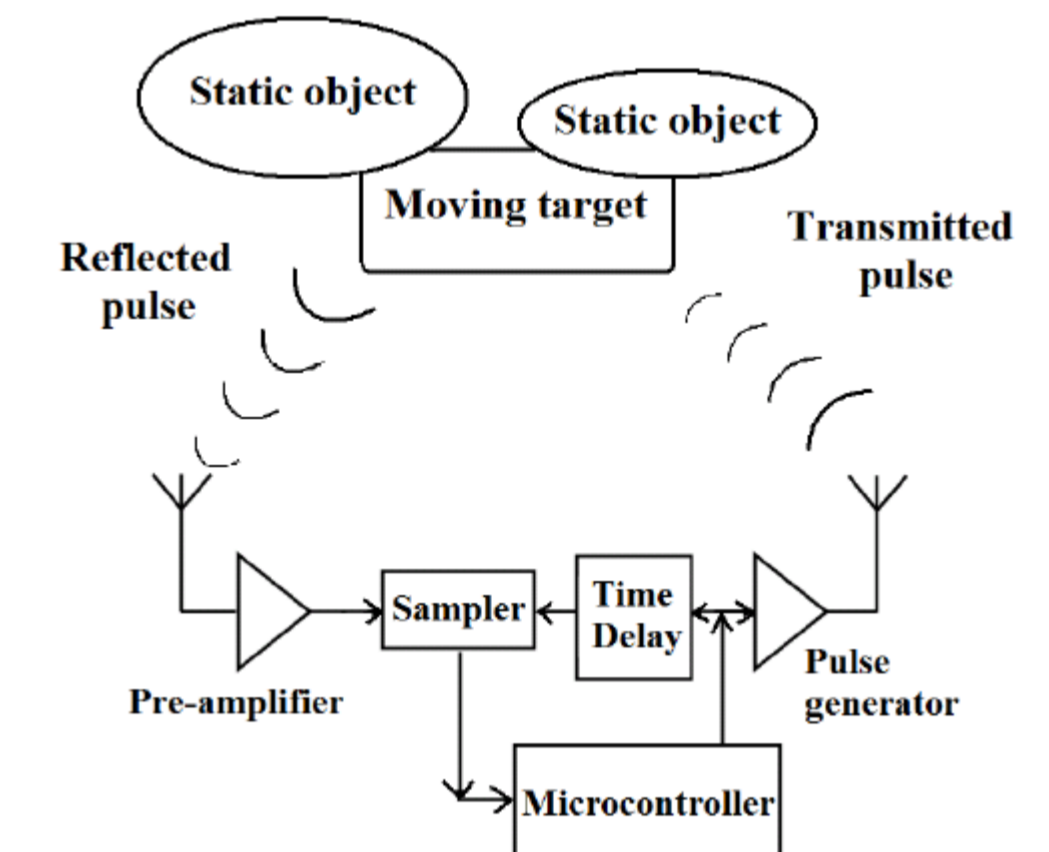 Static object
Static object
Moving target
Transmitted
pulse
Reflected
pulse
Sampler
Time
Delay
Pulse
generator
Pre-amplifier
Microcontroller